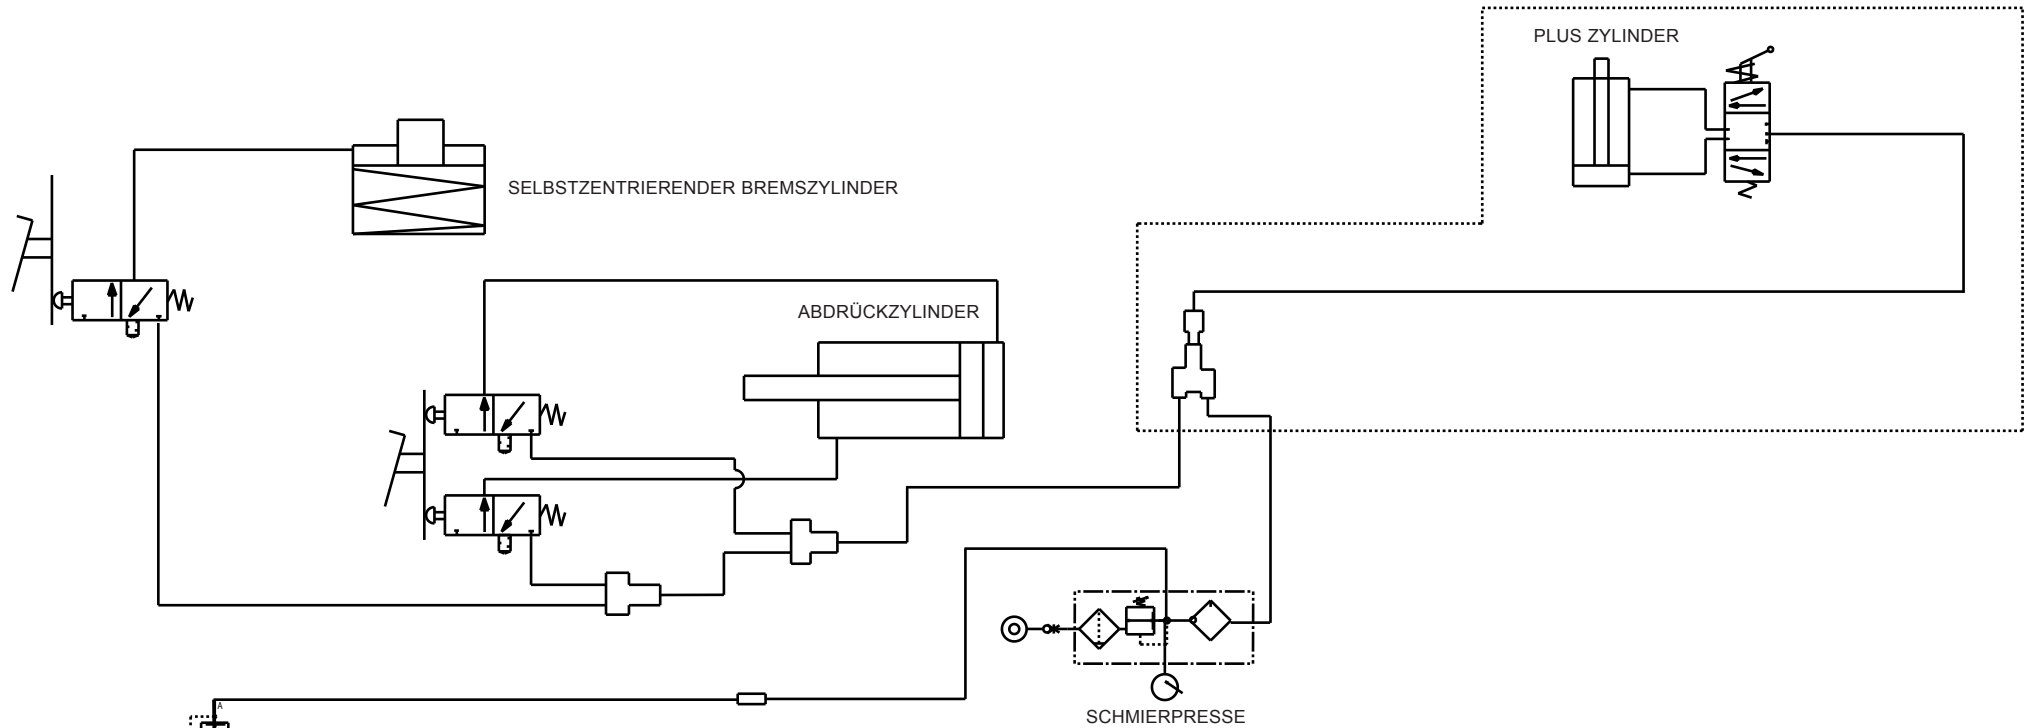 PLUS ZYLINDER
SELBSTZENTRIERENDER BREMSZYLINDER
ABDRÜCKZYLINDER
A
SCHMIERPRESSE